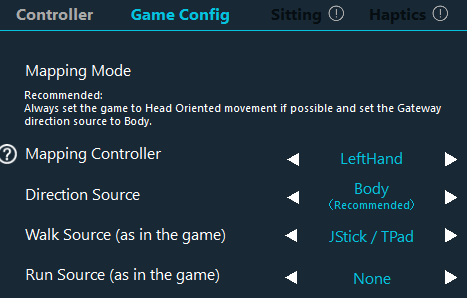 Controller Game Config Sitting ! Haptics !
Mapping Mode
Recommended:
Always set the game to Head Oriented movement if possible and set the Gateway
direction source to Body.
? Mapping Controller LeftHand
Direction Source Body
(Recommended)
Walk Source (as in the game) JStick / TPad
Run Source (as in the game) None